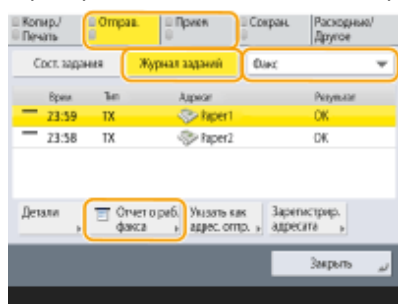 Копир./ Печать
Отправ.
Прием
Сохран.
Расходные/ Другое
Сост. задания
Журнал заданий
Факс
Врем. Тип Адресат Результат
23:59 TX Paper1 OK
23:58 TX Paper2 OK
Детали
Отчет о раб. факса
Указать как адрес. отпр.
Зарегистрир. адресата
Закрыть